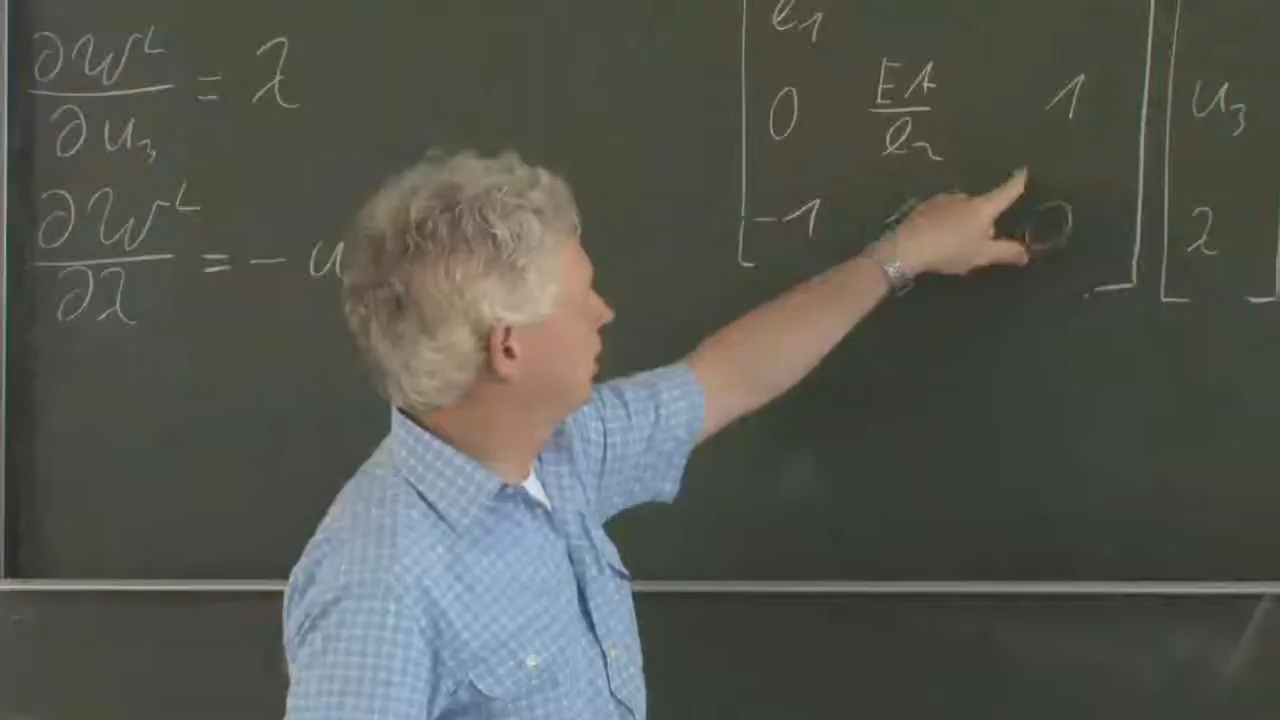 ∂W^L/∂u₃ = λ
∂W^L/∂λ = - u
ℓ₁
0 EA/ℓ₂ 1 u₃
-1 0 λ